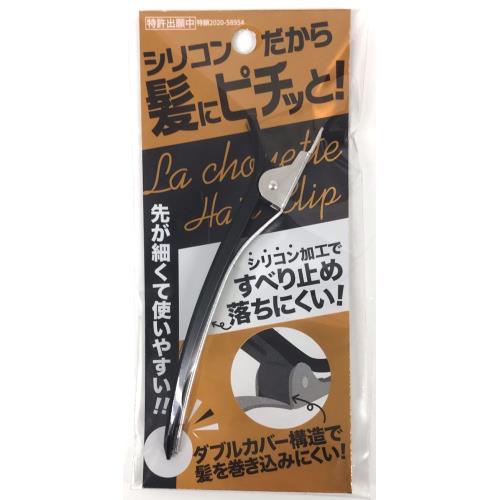 特許出願中 特願2020-58954
シリコンだから
髪にピチッと!
La chouette
Hair Clip
先が細くて使いやすい!!
シリコン加工で
すべり止め
落ちにくい!
ダブルカバー構造で
髪を巻き込みにくい!